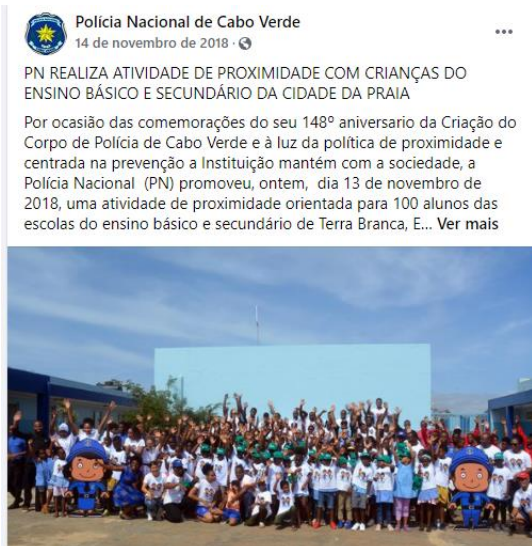 Polícia Nacional de Cabo Verde
14 de novembro de 2018 ·
PN REALIZA ATIVIDADE DE PROXIMIDADE COM CRIANÇAS DO
ENSINO BÁSICO E SECUNDÁRIO DA CIDADE DA PRAIA
Por ocasião das comemorações do seu 148º aniversario da Criação do
Corpo de Polícia de Cabo Verde e à luz da política de proximidade e
centrada na prevenção a Instituição mantém com a sociedade, a
Polícia Nacional (PN) promoveu, ontem, dia 13 de novembro de
2018, uma atividade de proximidade orientada para 100 alunos das
escolas do ensino básico e secundário de Terra Branca, E... Ver mais